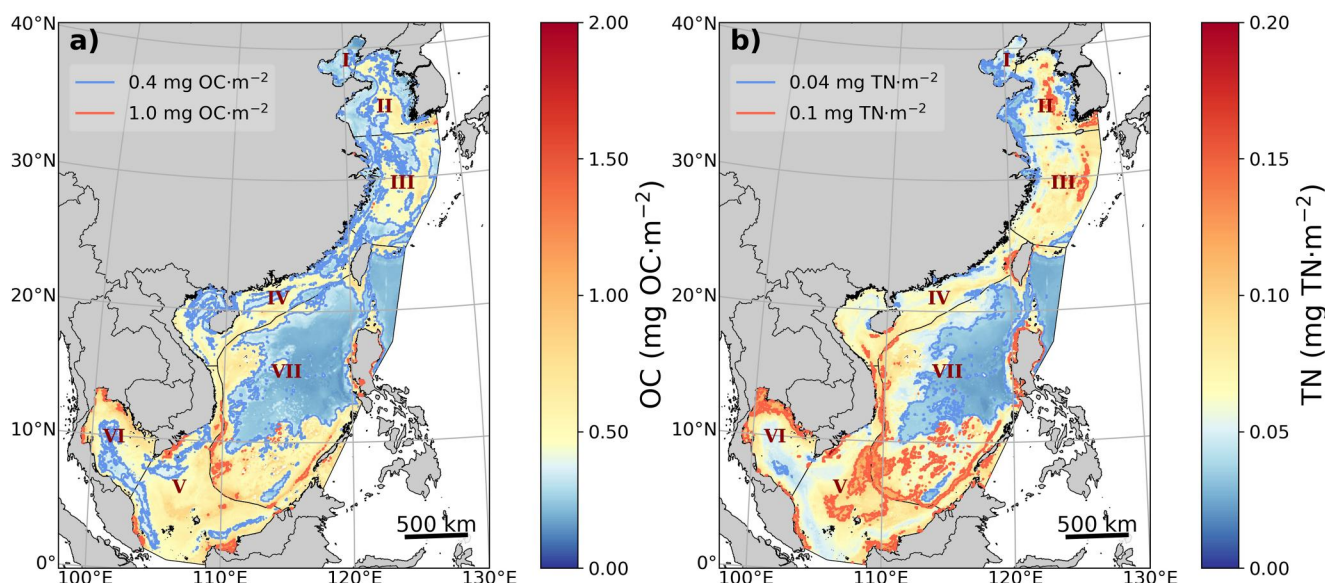 a)
0.4 mg OC·m⁻²
1.0 mg OC·m⁻²
40°N
30°N
20°N
10°N
0°
100°E 110°E 120°E 130°E
I
II
III
IV
VII
VI
V
500 km
2.00
1.50
1.00
0.50
0.00
OC (mg OC·m⁻²)
b)
0.04 mg TN·m⁻²
0.1 mg TN·m⁻²
40°N
30°N
20°N
10°N
0°
100°E 110°E 120°E 130°E
I
II
III
IV
VII
VI
V
500 km
0.20
0.15
0.10
0.05
0.00
TN (mg TN·m⁻²)